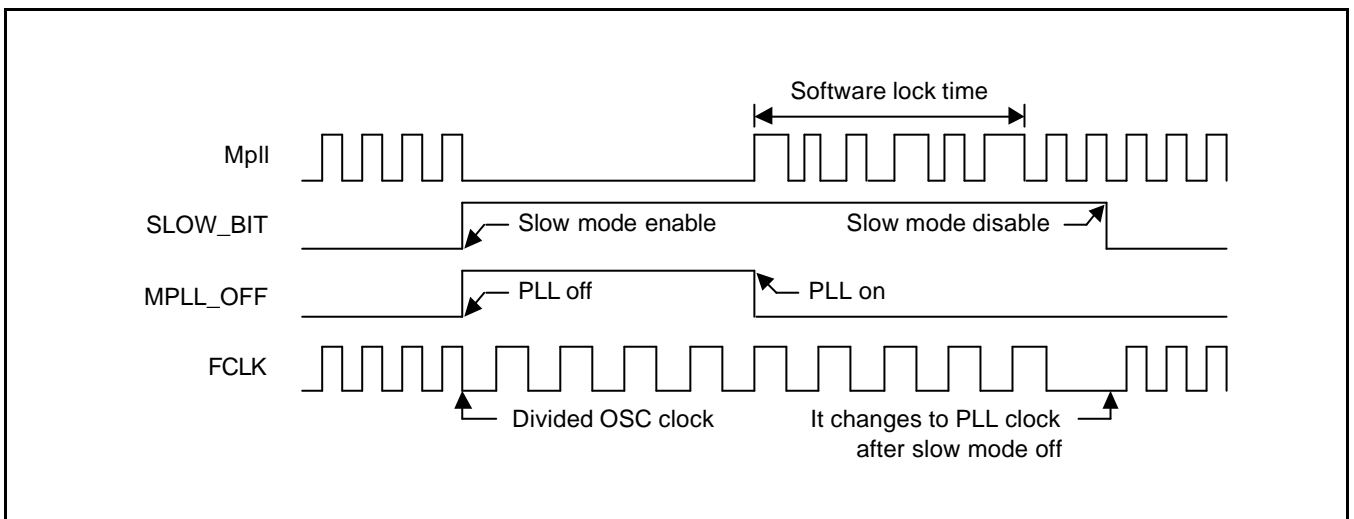 Software lock time
Mpll
SLOW_BIT
Slow mode enable
Slow mode disable
MPLL_OFF
PLL off
PLL on
FCLK
Divided OSC clock
It changes to PLL clock
after slow mode off